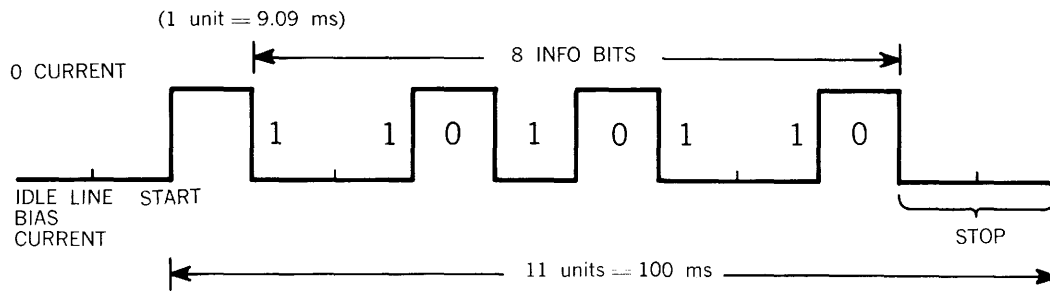 (1 unit = 9.09 ms)
8 INFO BITS
0 CURRENT
1 1 0 1 0 1 1 0
IDLE LINE BIAS CURRENT
START
STOP
11 units = 100 ms